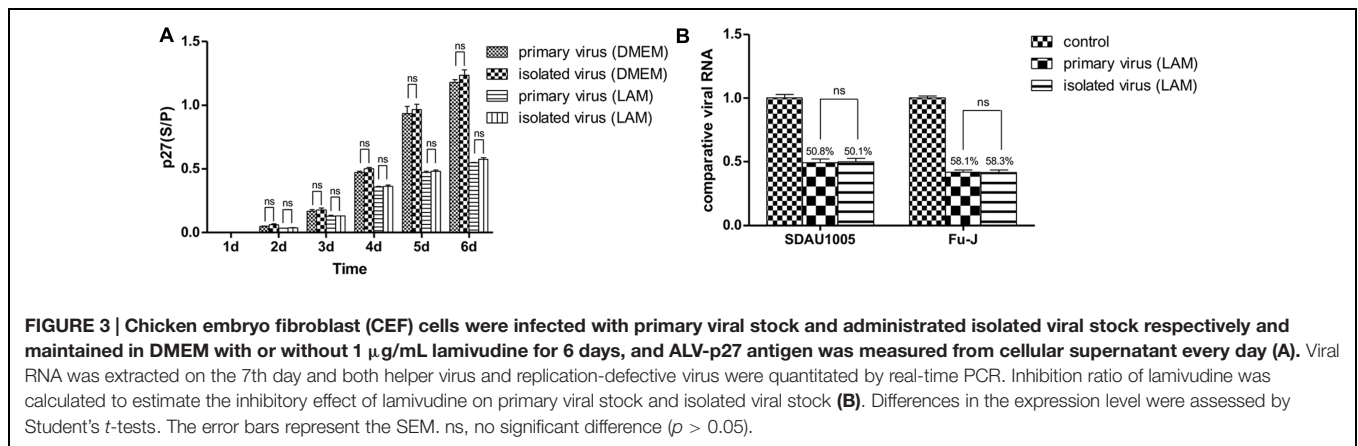 A
1.5
1.0
0.5
0.0
p27(S/P)
ns
ns
ns
ns
ns
ns
ns
ns
ns
ns
1d
2d
3d
4d
5d
6d
Time
primary virus (DMEM)
isolated virus (DMEM)
primary virus (LAM)
isolated virus (LAM)
B
1.5
1.0
0.5
0.0
comparative viral RNA
ns
50.8%
50.1%
ns
58.1%
58.3%
SDAU1005
Fu-J
control
primary virus (LAM)
isolated virus (LAM)
FIGURE 3 | Chicken embryo fibroblast (CEF) cells were infected with primary viral stock and administrated isolated viral stock respectively and
maintained in DMEM with or without 1 μg/mL lamivudine for 6 days, and ALV-p27 antigen was measured from cellular supernatant every day (A). Viral
RNA was extracted on the 7th day and both helper virus and replication-defective virus were quantitated by real-time PCR. Inhibition ratio of lamivudine was
calculated to estimate the inhibitory effect of lamivudine on primary viral stock and isolated viral stock (B). Differences in the expression level were assessed by
Student's t-tests. The error bars represent the SEM. ns, no significant difference (p > 0.05).